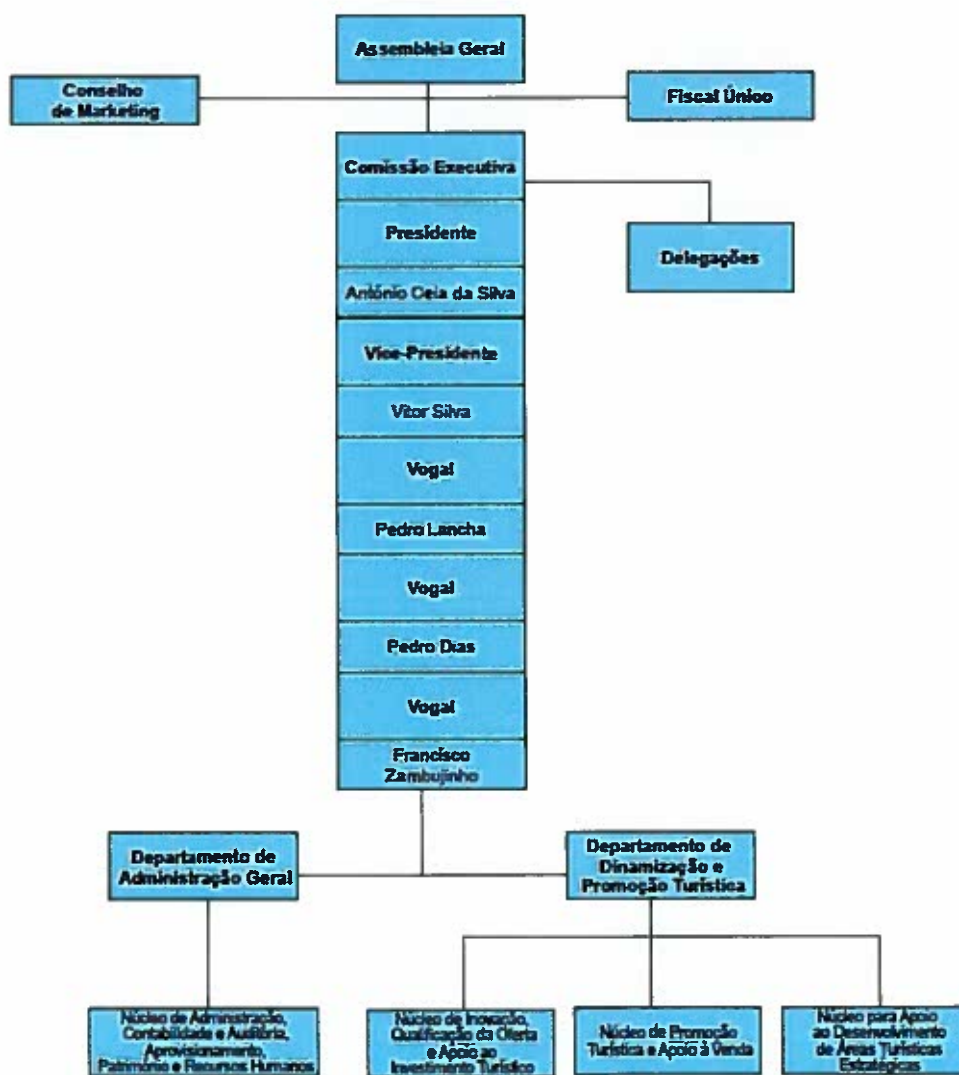 Assembleia Geral
Conselho
de Marketing
Fiscal Único
Comissão Executiva
Presidente
Delegações
António Ceia da Silva
Vice-Presidente
Vitor Silva
Vogal
Pedro Lancha
Vogal
Pedro Dias
Vogal
Francisco
Zambujinho
Departamento de
Administração Geral
Departamento de
Dinamização e
Promoção Turística
Núcleo de Administração,
Contabilidade e Auditória,
Aprovisionamento,
Património e Recursos Humanos
Núcleo de Inovação,
Qualificação da Oferta
e Apoio ao
Investimento Turístico
Núcleo de Promoção
Turística e Apoio à Venda
Núcleo para Apoio
ao Desenvolvimento
de Áreas Turísticas
Estratégicas